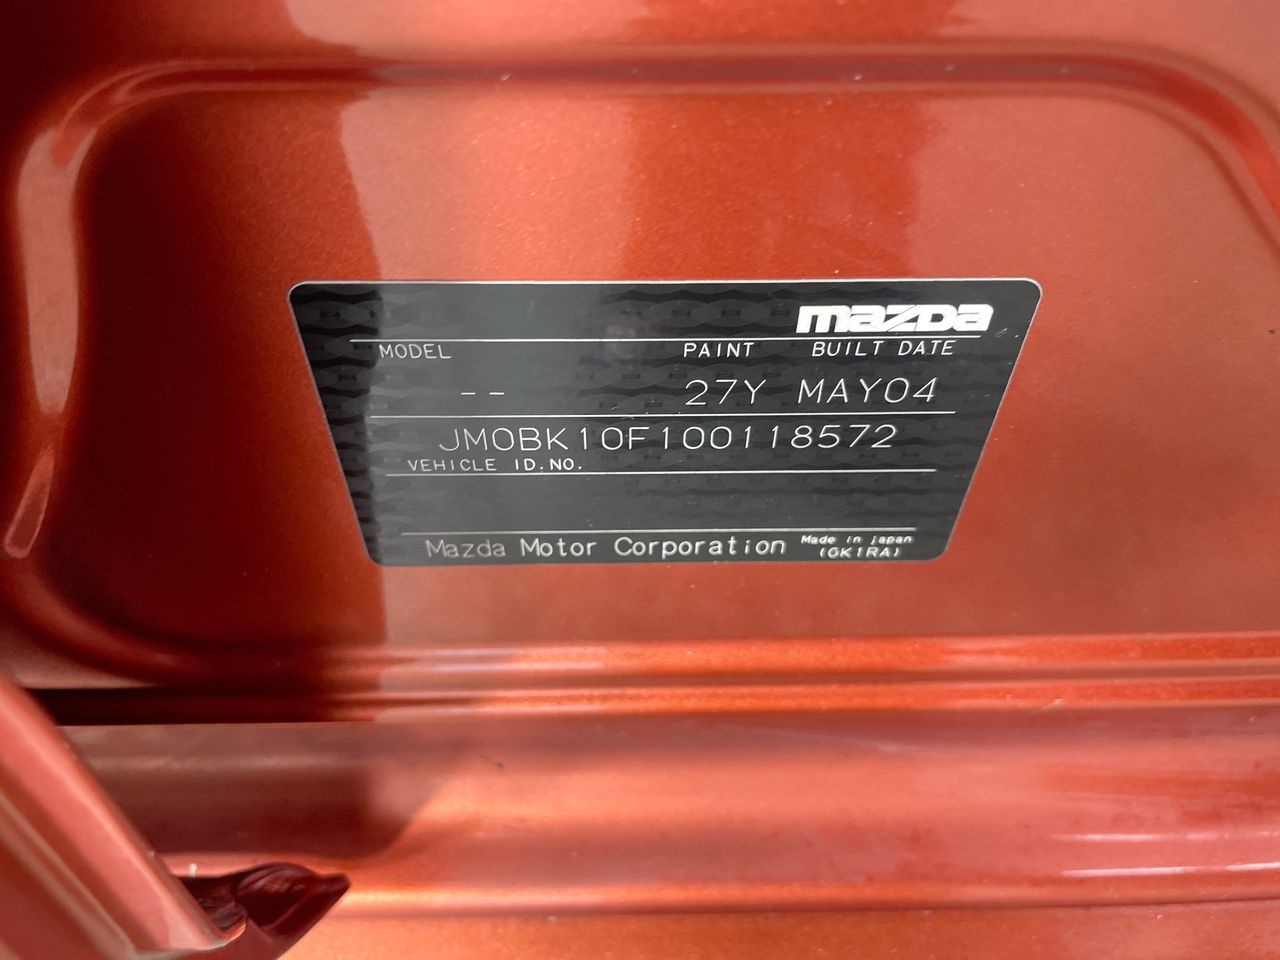 mazda
MODEL PAINT BUILT DATE
-- 27Y MAY04
JM0BK10F100118572
VEHICLE ID.NO.
Mazda Motor Corporation Made in Japan
(GK1RA)